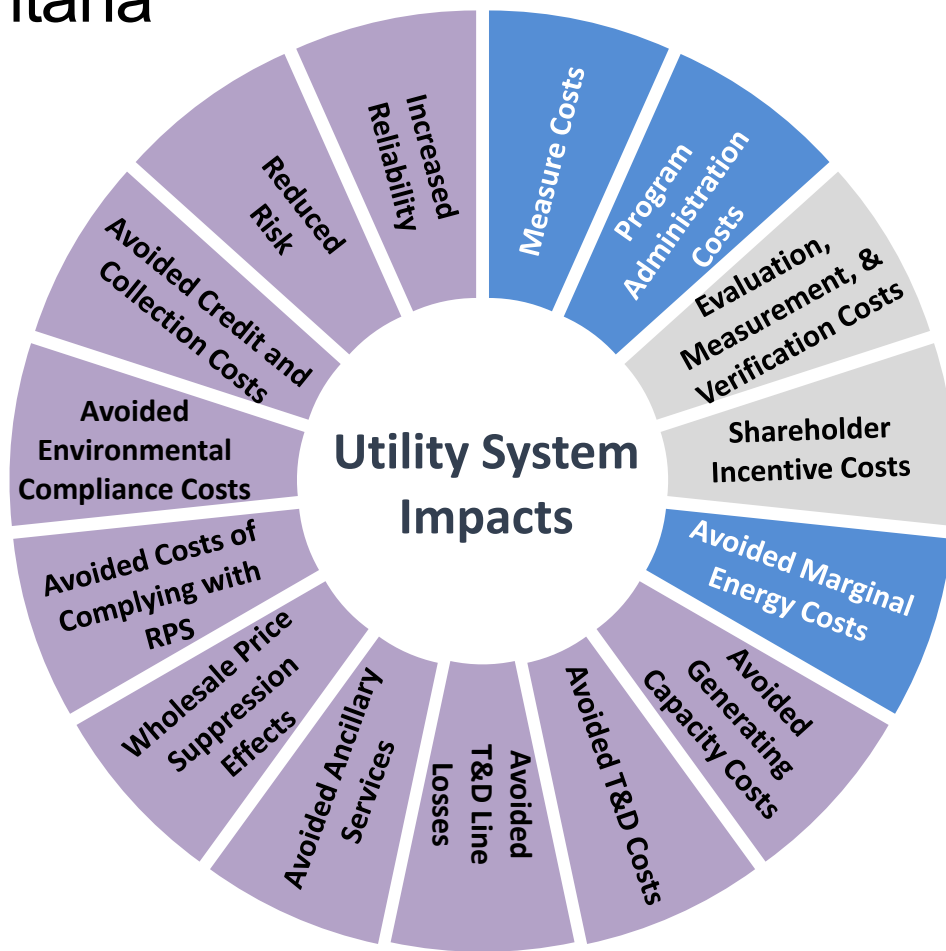 Utility System
Impacts
Measure Costs
Program
Administration
Costs
Evaluation,
Measurement, &
Verification Costs
Shareholder
Incentive Costs
Avoided Marginal
Energy Costs
Avoided
Generating
Capacity Costs
Avoided T&D Costs
Avoided
T&D Line
Losses
Avoided Ancillary
Services
Wholesale Price
Suppression
Effects
Avoided Costs of
Complying with
RPS
Avoided
Environmental
Compliance Costs
Avoided Credit and
Collection Costs
Reduced
Risk
Increased
Reliability